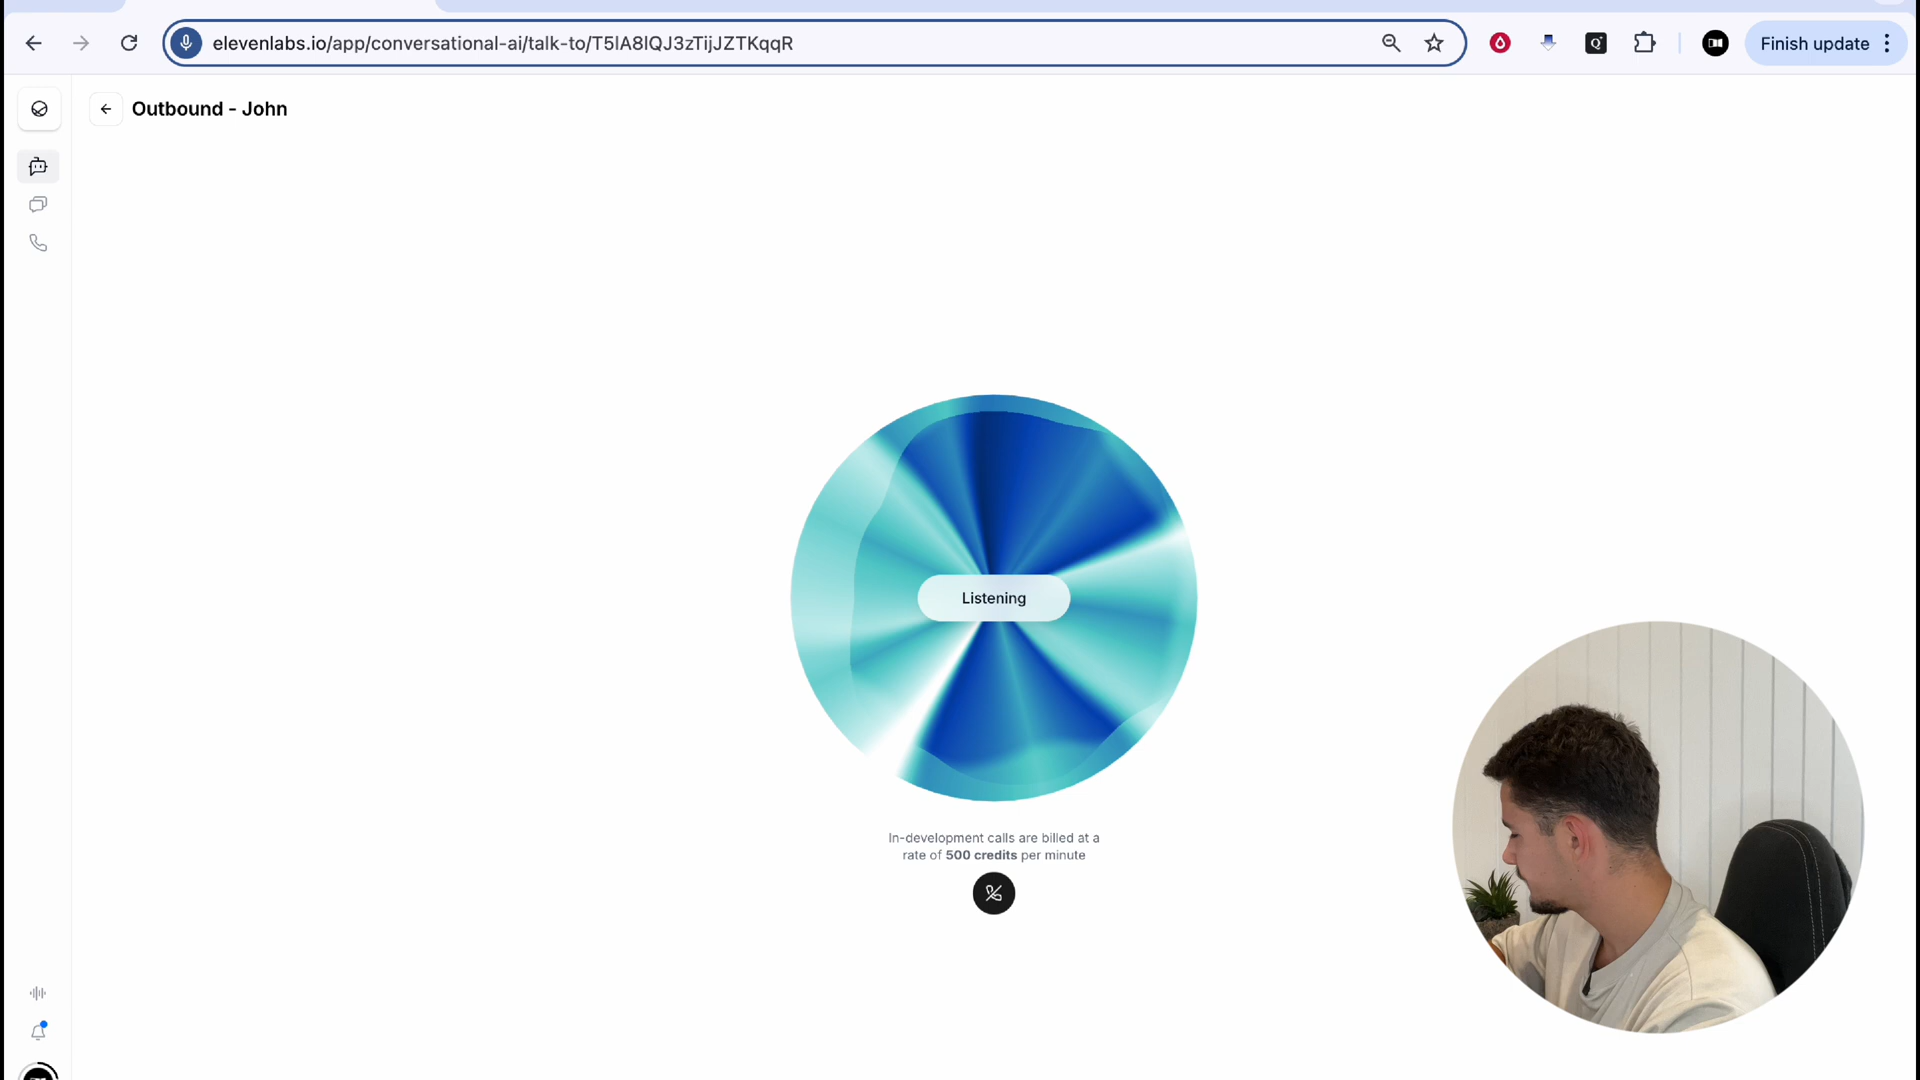 elevenlabs.io/app/conversational-ai/talk-to/T5lA8lQJ3zTijJZTKqqR
Finish update
Outbound - John
Listening
In-development calls are billed at a
rate of 500 credits per minute